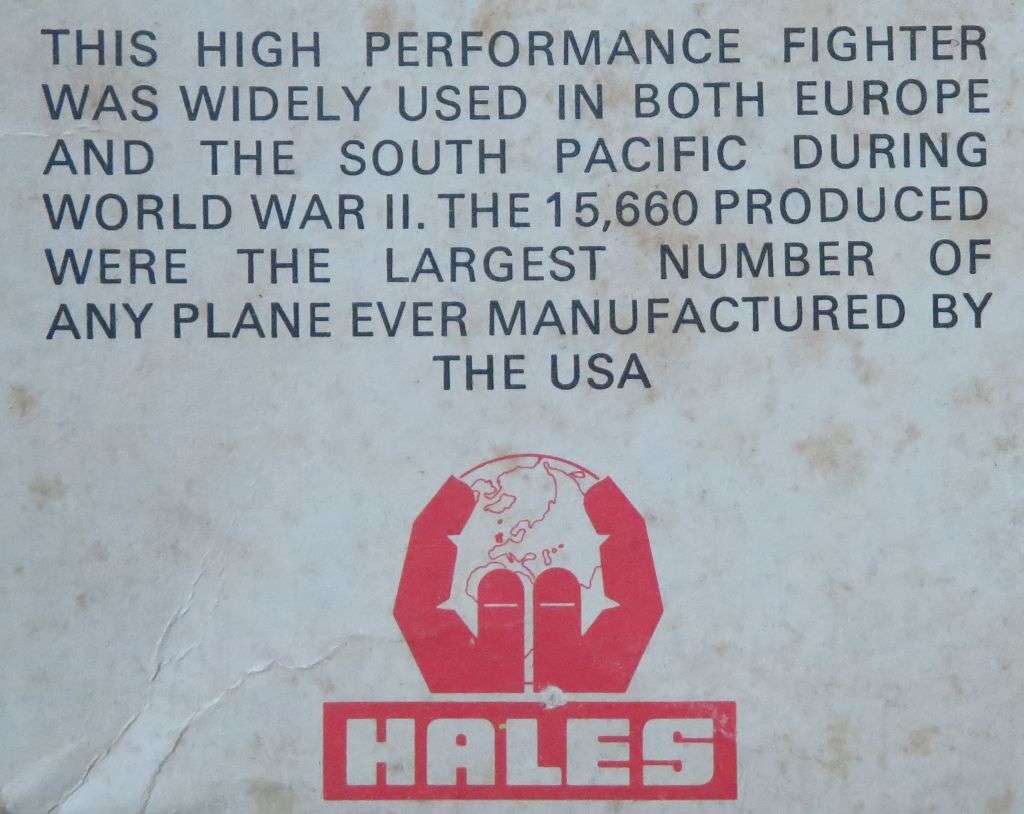 THIS HIGH PERFORMANCE FIGHTER
WAS WIDELY USED IN BOTH EUROPE
AND THE SOUTH PACIFIC DURING
WORLD WAR II. THE 15,660 PRODUCED
WERE THE LARGEST NUMBER OF
ANY PLANE EVER MANUFACTURED BY
THE USA
HALES